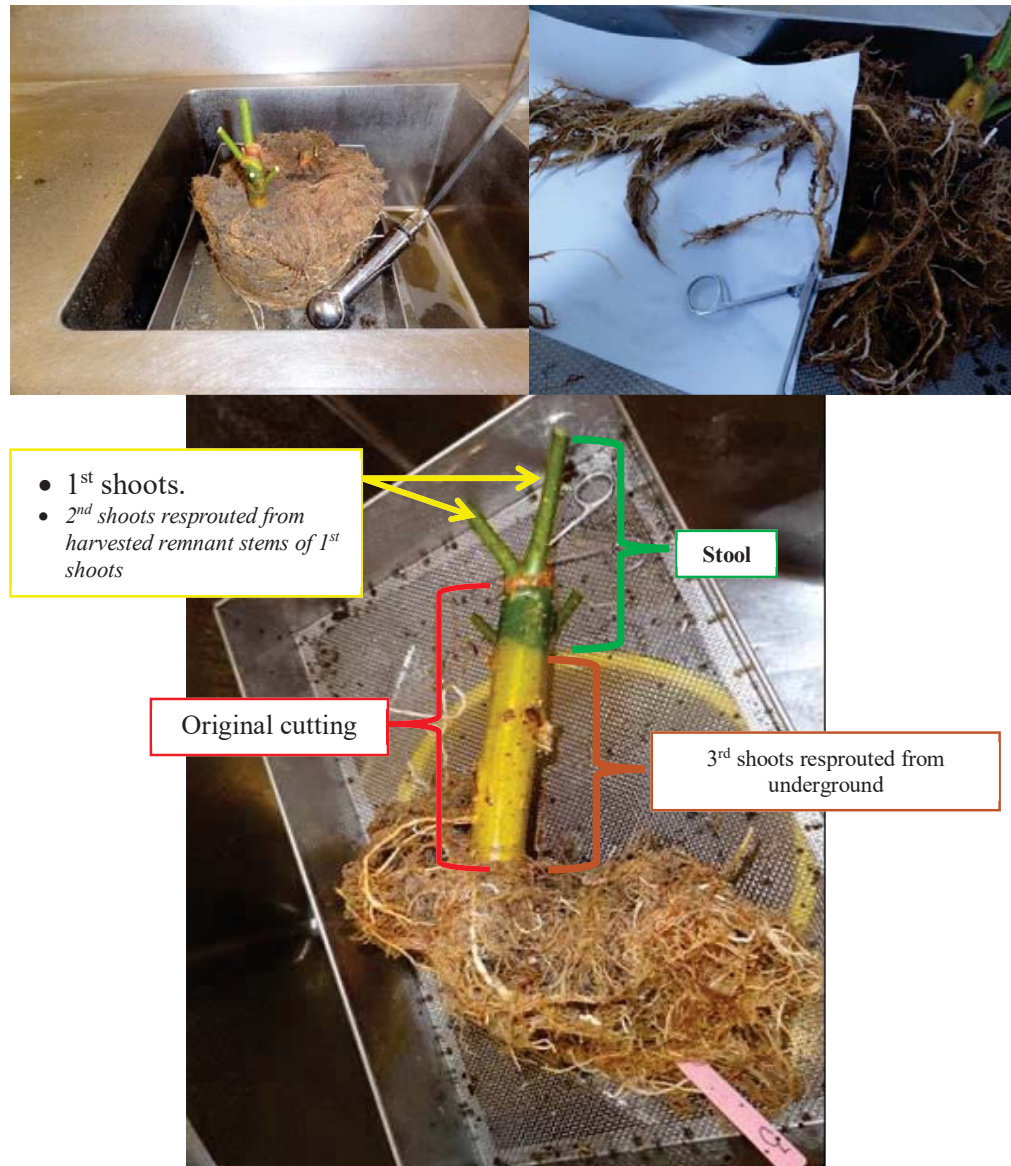 • 1st shoots.
• 2nd shoots resprouted from
harvested remnant stems of 1st
shoots
Stool
Original cutting
3rd shoots resprouted from
underground